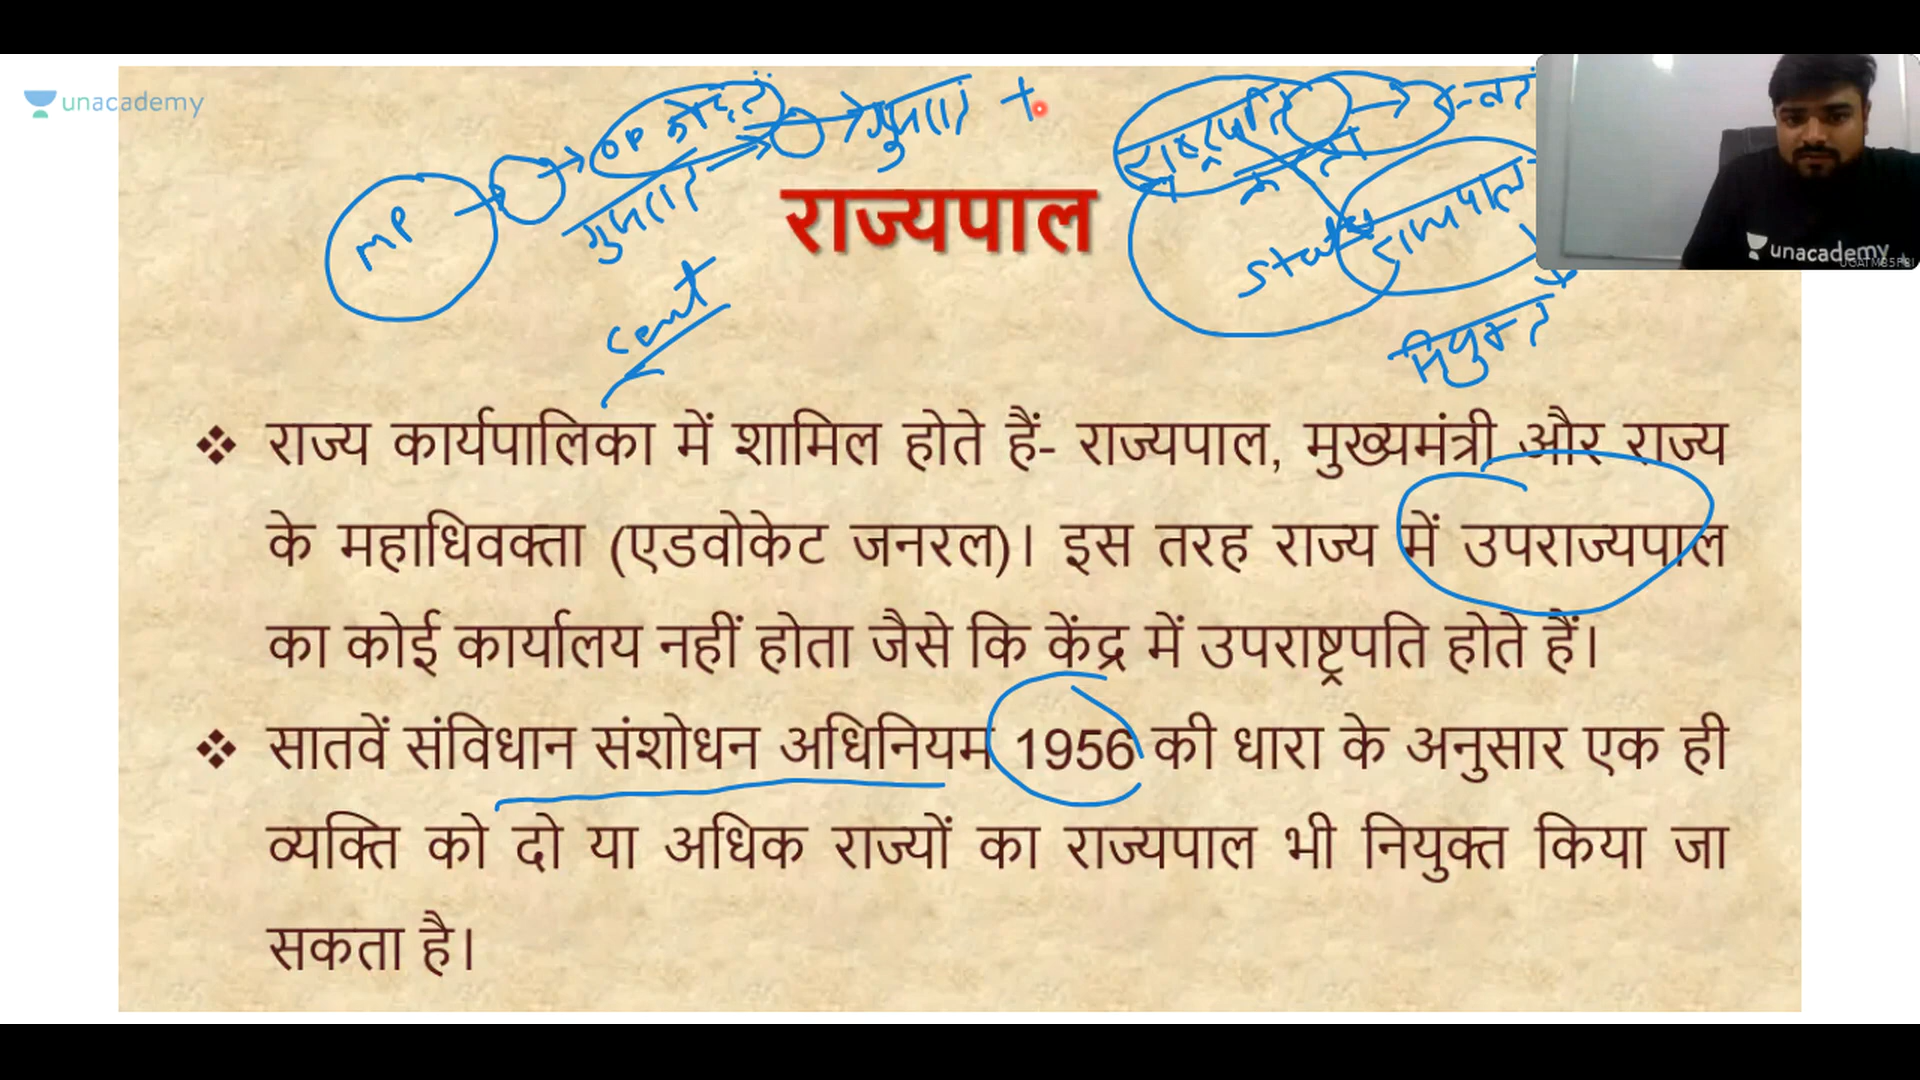 unacademy
MP
गुजरात
गुजरात +
cent
राष्ट्रपति
State
राज्यपाल
नियुक्त
unacademy
राज्यपाल
❖ राज्य कार्यपालिका में शामिल होते हैं- राज्यपाल, मुख्यमंत्री और राज्य
के महाधिवक्ता (एडवोकेट जनरल)। इस तरह राज्य में उपराज्यपाल
का कोई कार्यालय नहीं होता जैसे कि केंद्र में उपराष्ट्रपति होते हैं।
❖ सातवें संविधान संशोधन अधिनियम 1956 की धारा के अनुसार एक ही
व्यक्ति को दो या अधिक राज्यों का राज्यपाल भी नियुक्त किया जा
सकता है।